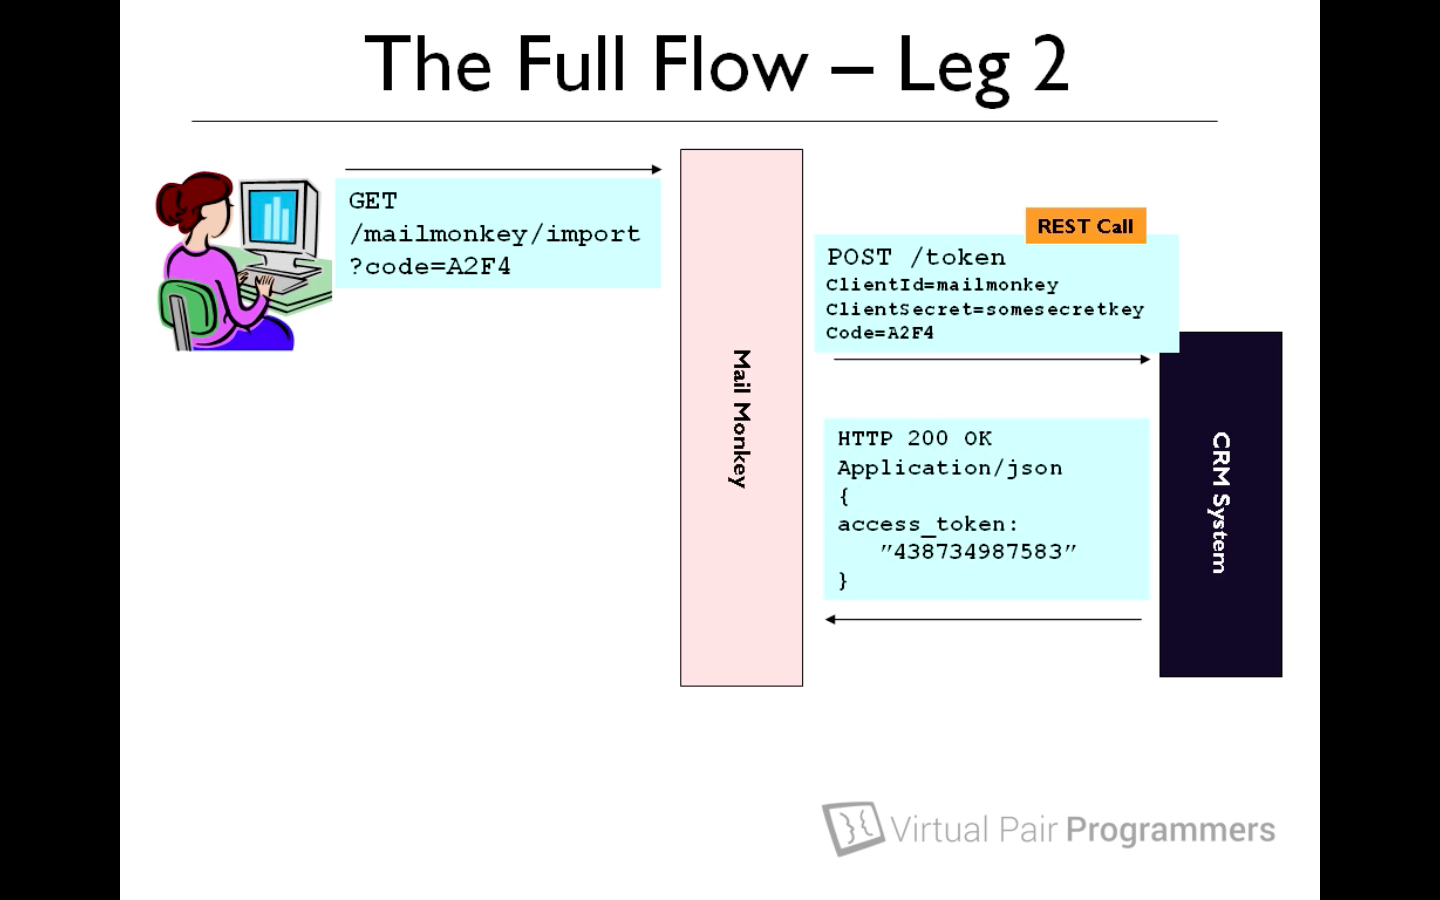 The Full Flow – Leg 2
GET
/mailmonkey/import
?code=A2F4
Mail Monkey
REST Call
POST /token
ClientId=mailmonkey
ClientSecret=somesecretkey
Code=A2F4
HTTP 200 OK
Application/json
{
access_token:
"438734987583"
}
CRM System
Virtual Pair Programmers